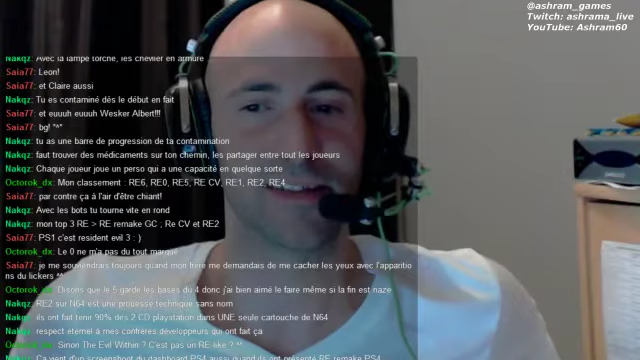 @ashram_games
Twitch: ashrama_live
YouTube: Ashram60
Nakqz: Avec la lampe torche, les chevlier en armure
Saia77: Leon!
Saia77: et Claire aussi
Nakqz: Tu es contaminé dès le début en fait
Saia77: et euuuh euuuh Wesker Albert!!!
Saia77: bg! *^*
Nakqz: tu as une barre de progression de ta contamination
Nakqz: faut trouver des médicaments sur ton chemin, les partager entre tout les joueurs
Nakqz: Chaque joueur joue un perso qui a une capacité en quelque sorte
Octorok_dx: Mon classement : RE6, RE0, RE5, RE CV, RE1, RE2, RE4...
Saia77: par contre ça à l'air d'être chiant!
Nakqz: Avec les bots tu tourne vite en rond
Nakqz: mon top 3 RE > RE remake GC ; Re CV et RE2
Saia77: PS1 c'est resident evil 3 : )
Octorok_dx: Le 0 ne m'a pas du tout marqué
Saia77: je me souviendrais toujours quand mon frère me demandais de me cacher les yeux avec l'apparitio
ns du lickers ^^
Octorok_dx: Disons que le 5 garde les bases du 4 donc j'ai bien aimé le faire même si la fin est naze
Nakqz: RE2 sur N64 est une prouesse technique sans nom
Nakqz: ils ont fait tenir 90% des 2 CD playstation dans UNE seule cartouche de N64
Nakqz: respect eternel à mes confrères développeurs qui ont fait ça
Octorok_dx: Sinon The Evil Within ? C'est pas un RE like ? ^^
Nakqz: Ça vient d'un screenshot du dashboard PS4 aussi quand ils ont présenté RE remake PS4